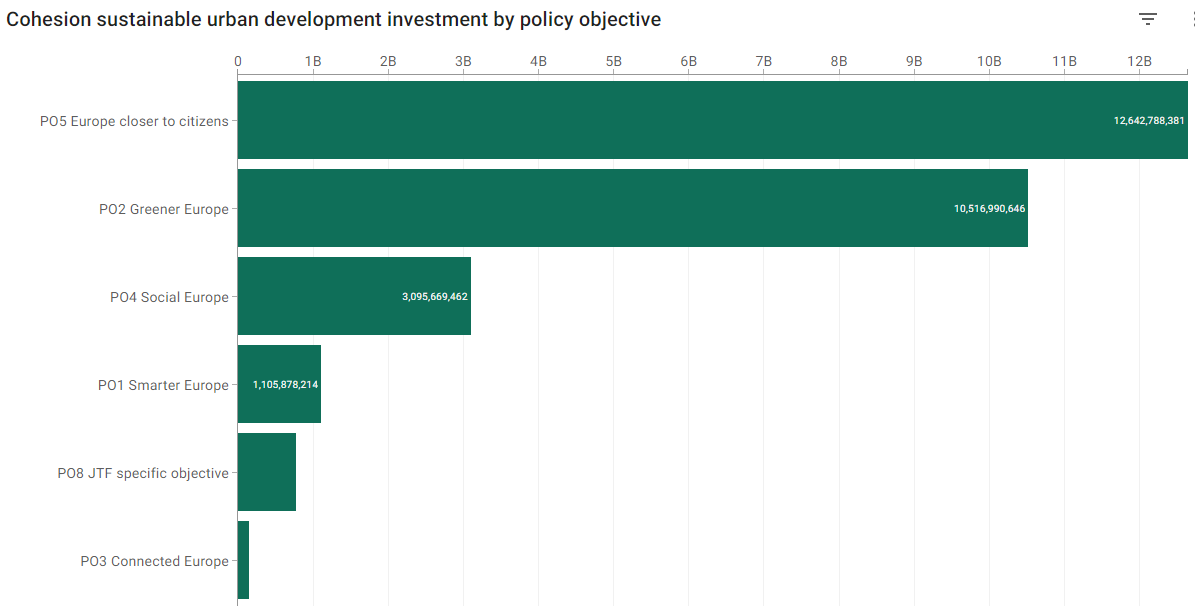 Cohesion sustainable urban development investment by policy objective
0 1B 2B 3B 4B 5B 6B 7B 8B 9B 10B 11B 12B
PO5 Europe closer to citizens 12,642,788,381
PO2 Greener Europe 10,516,990,646
PO4 Social Europe 3,095,669,462
PO1 Smarter Europe 1,105,878,214
PO8 JTF specific objective
PO3 Connected Europe